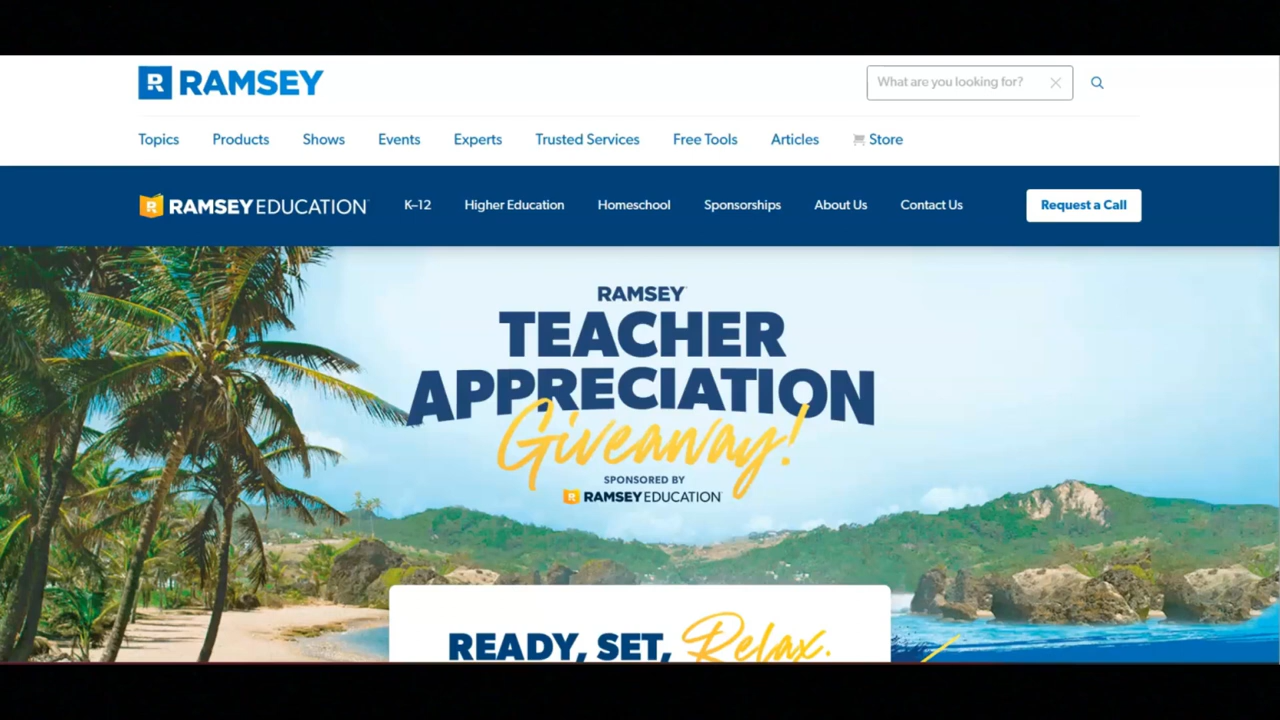 RAMSEY
What are you looking for?
Topics Products Shows Events Experts Trusted Services Free Tools Articles Store
RAMSEY EDUCATION K–12 Higher Education Homeschool Sponsorships About Us Contact Us Request a Call
RAMSEY
TEACHER
APPRECIATION
Giveaway!
SPONSORED BY
RAMSEY EDUCATION
READY, SET, Relax.